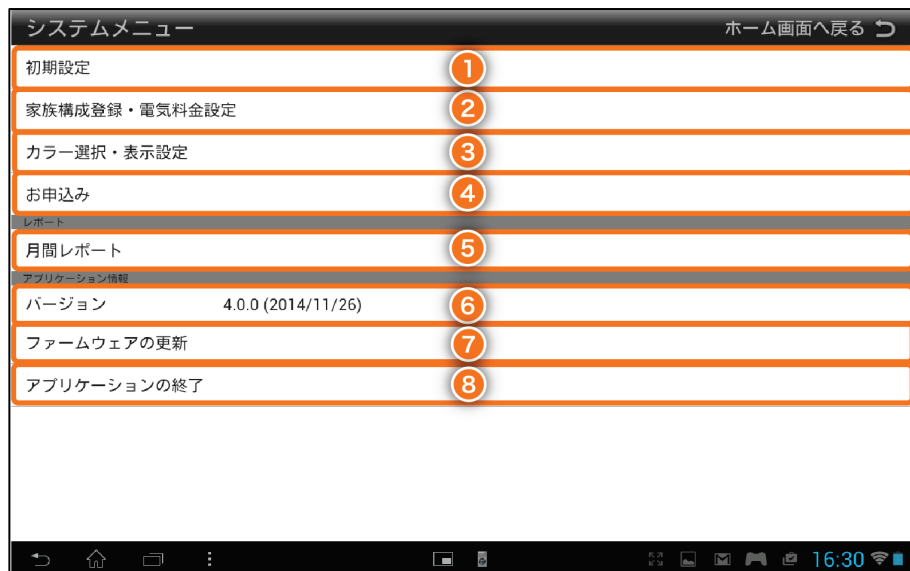 システムメニュー ホーム画面へ戻る
初期設定 1
家族構成登録・電気料金設定 2
カラー選択・表示設定 3
お申込み 4
レポート
月間レポート 5
アプリケーション情報
バージョン 4.0.0 (2014/11/26) 6
ファームウェアの更新 7
アプリケーションの終了 8
16:30